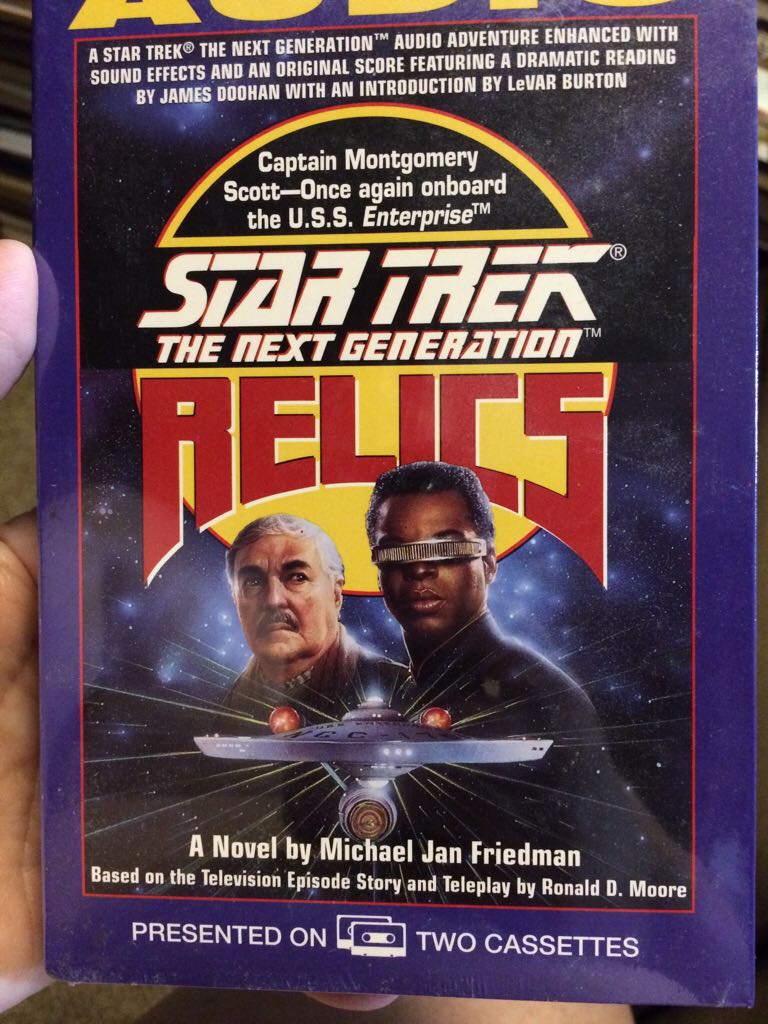 AUDIO
A STAR TREK® THE NEXT GENERATION™ AUDIO ADVENTURE ENHANCED WITH
SOUND EFFECTS AND AN ORIGINAL SCORE FEATURING A DRAMATIC READING
BY JAMES DOOHAN WITH AN INTRODUCTION BY LeVAR BURTON
Captain Montgomery
Scott—Once again onboard
the U.S.S. Enterprise™
STAR TREK®
THE NEXT GENERATION™
RELICS
A Novel by Michael Jan Friedman
Based on the Television Episode Story and Teleplay by Ronald D. Moore
PRESENTED ON TWO CASSETTES